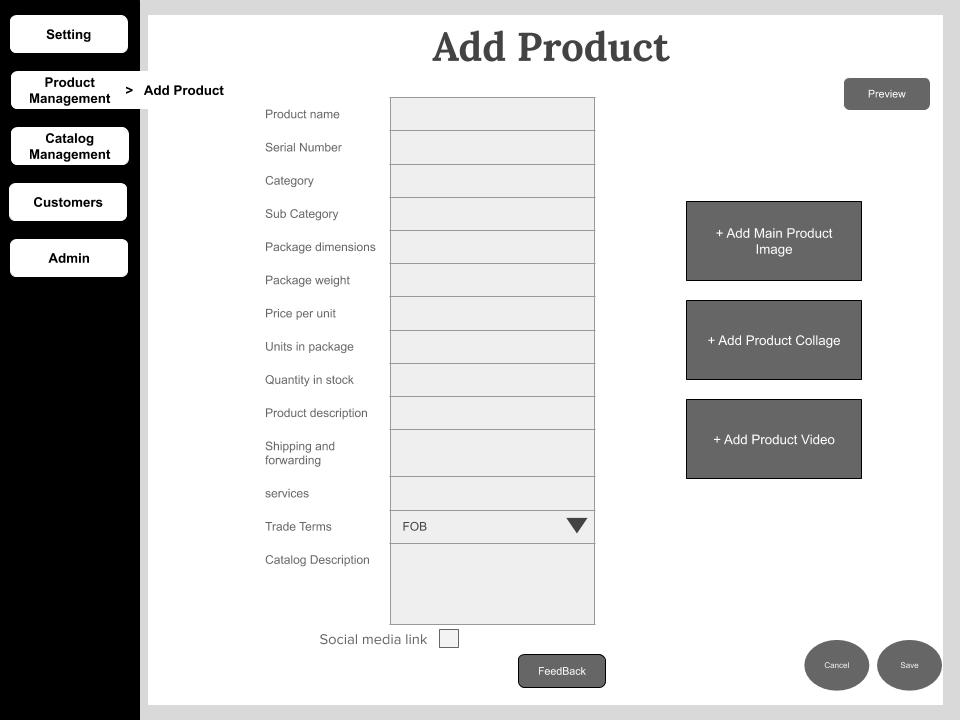 Add Product
Setting
Product
Management
> Add Product
Catalog
Management
Customers
Admin
Preview
Product name
Serial Number
Category
Sub Category
Package dimensions
Package weight
Price per unit
Units in package
Quantity in stock
Product description
Shipping and
forwarding
services
Trade Terms
FOB
Catalog Description
Social media link
+ Add Main Product
Image
+ Add Product Collage
+ Add Product Video
FeedBack
Cancel
Save